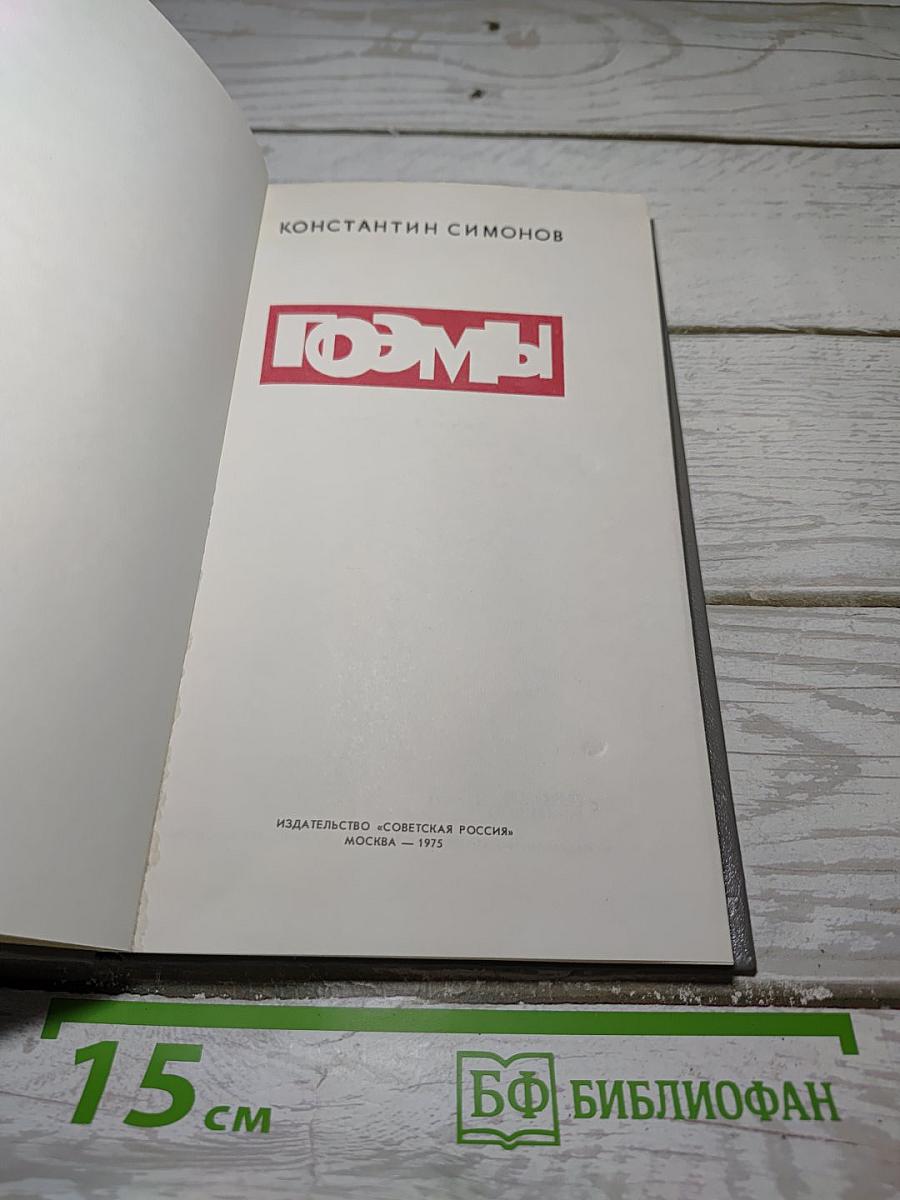 КОНСТАНТИН СИМОНОВ
ПОЭМЫ
ИЗДАТЕЛЬСТВО «СОВЕТСКАЯ РОССИЯ»
МОСКВА — 1975
15 см
БФ БИБЛИОФАН